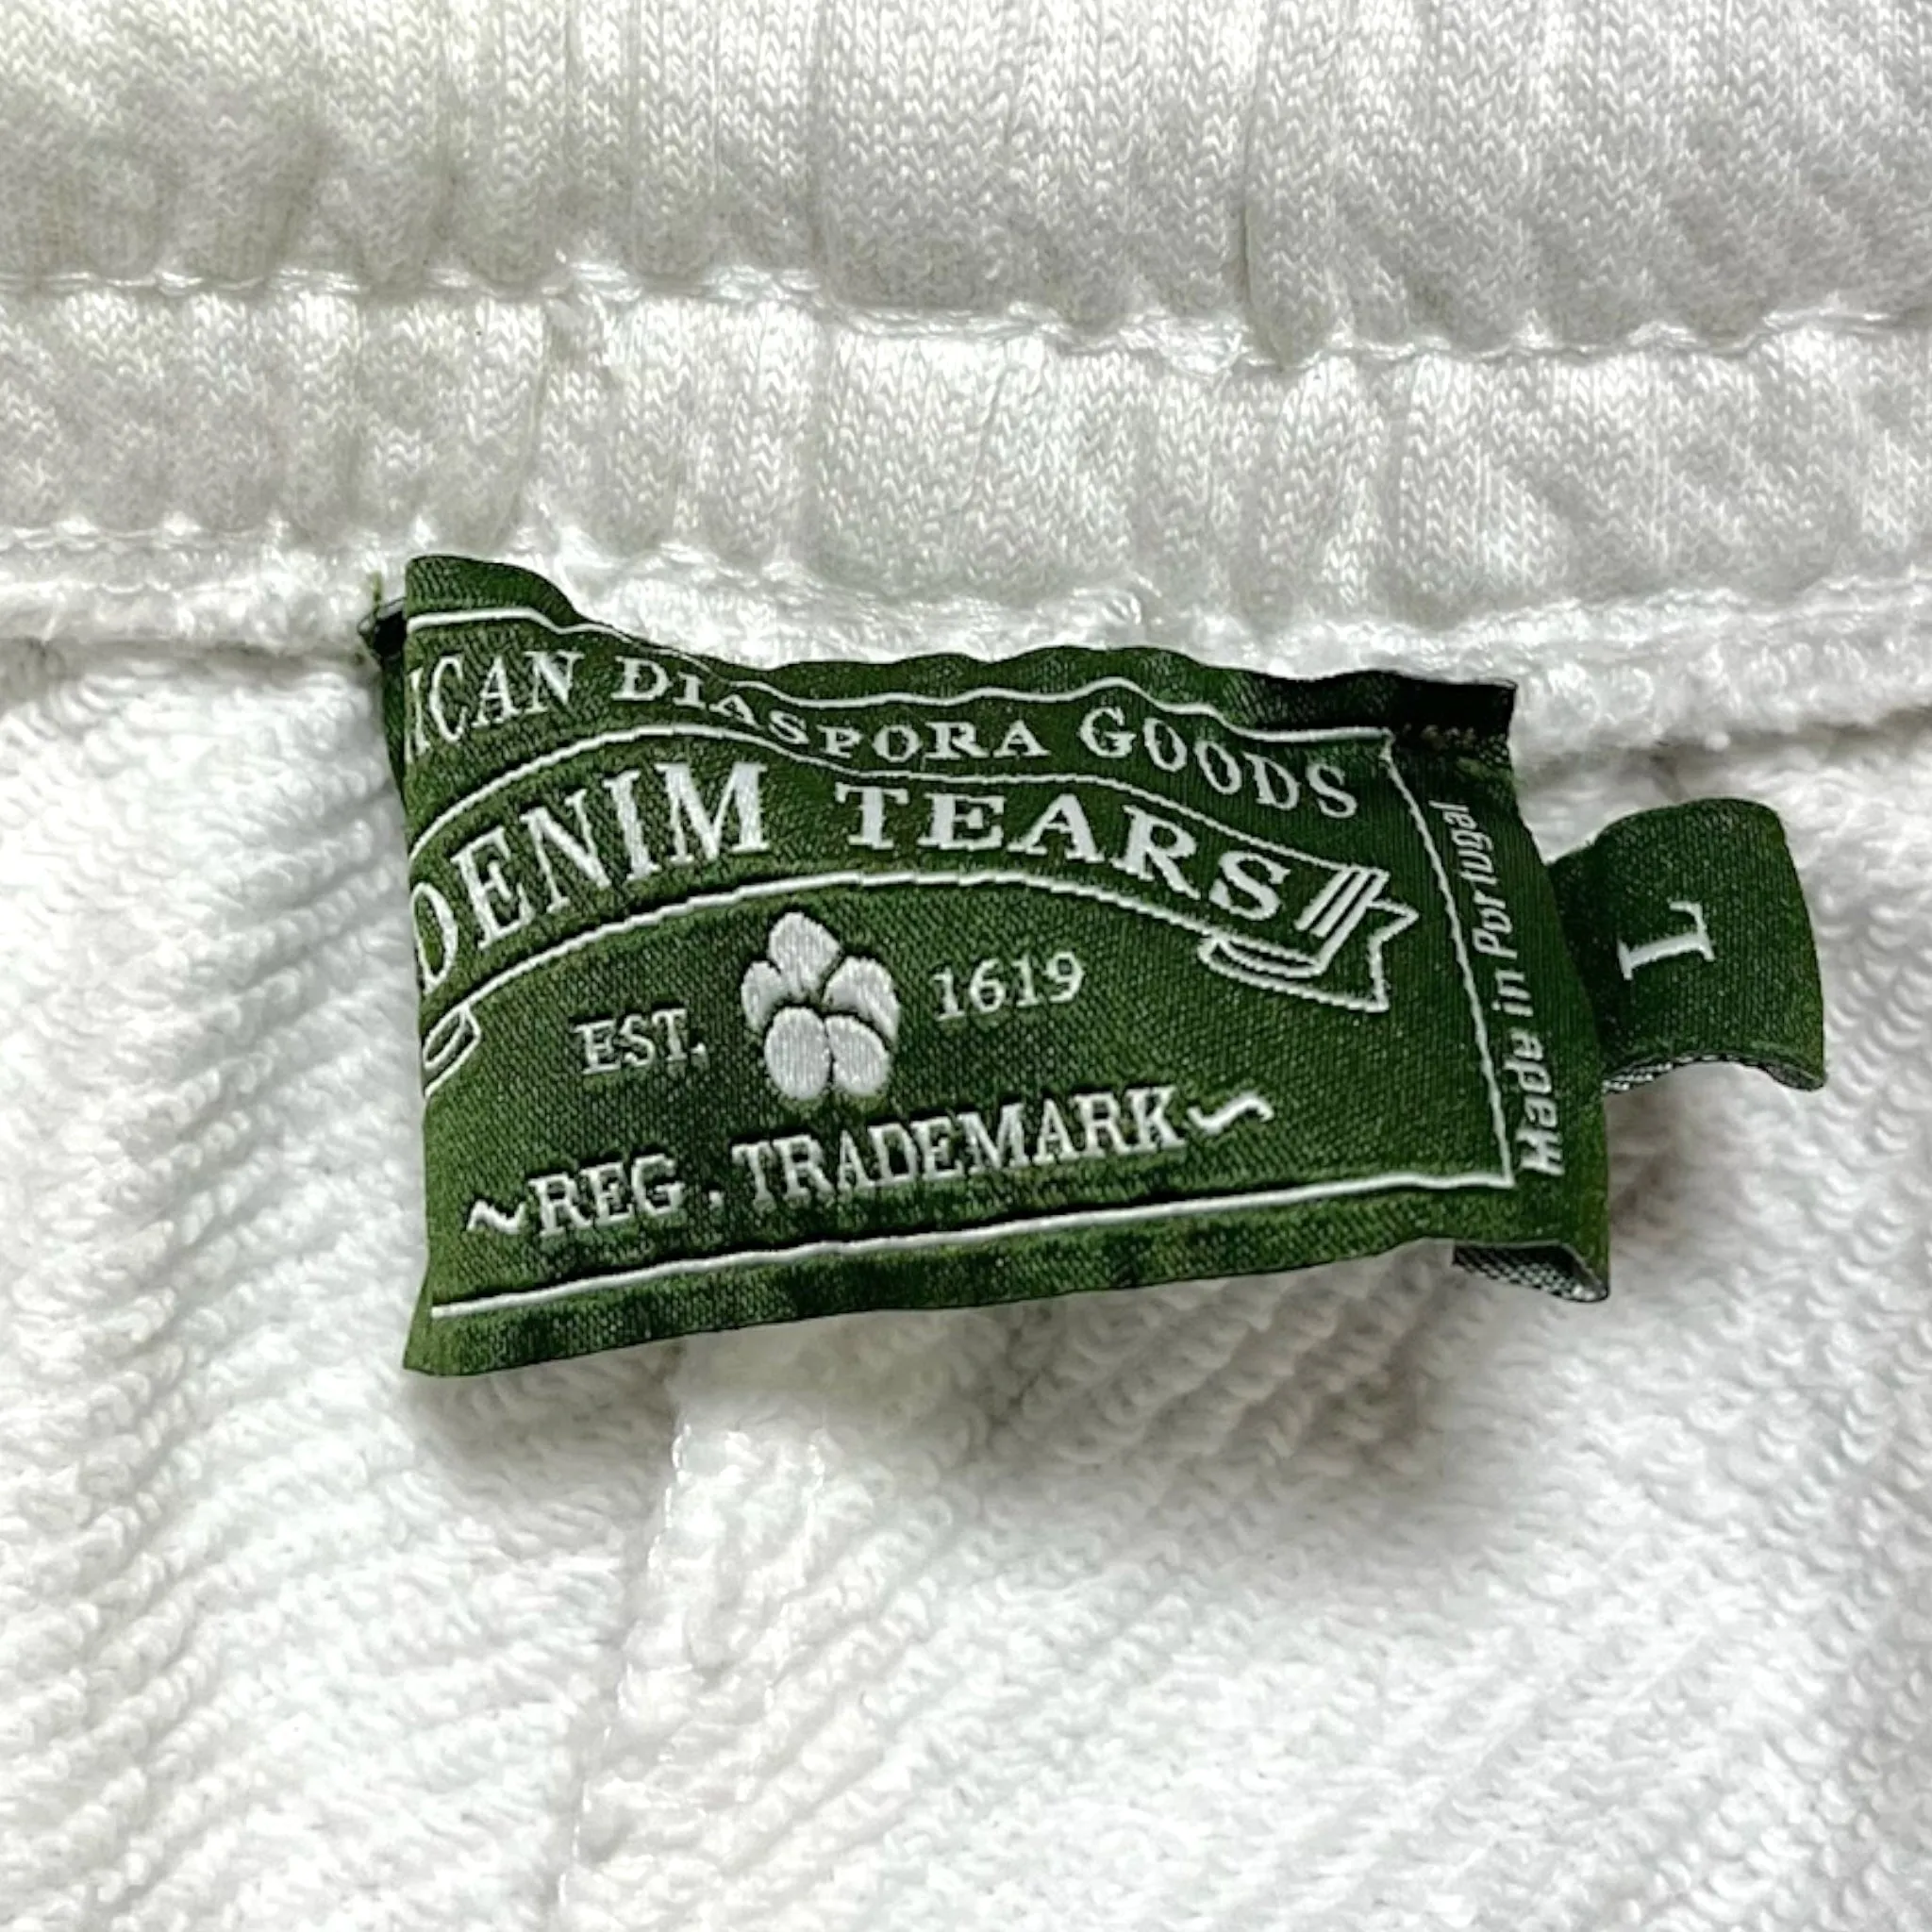 ICAN DIASPORA GOODS
DENIM TEARS
EST. 1619
~REG. TRADEMARK~
Made in Portugal
L